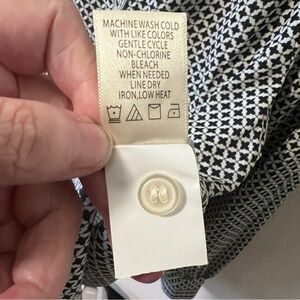 MACHINE WASH COLD
WITH LIKE COLORS
GENTLE CYCLE
NON-CHLORINE
BLEACH
WHEN NEEDED
LINE DRY
IRON,LOW HEAT